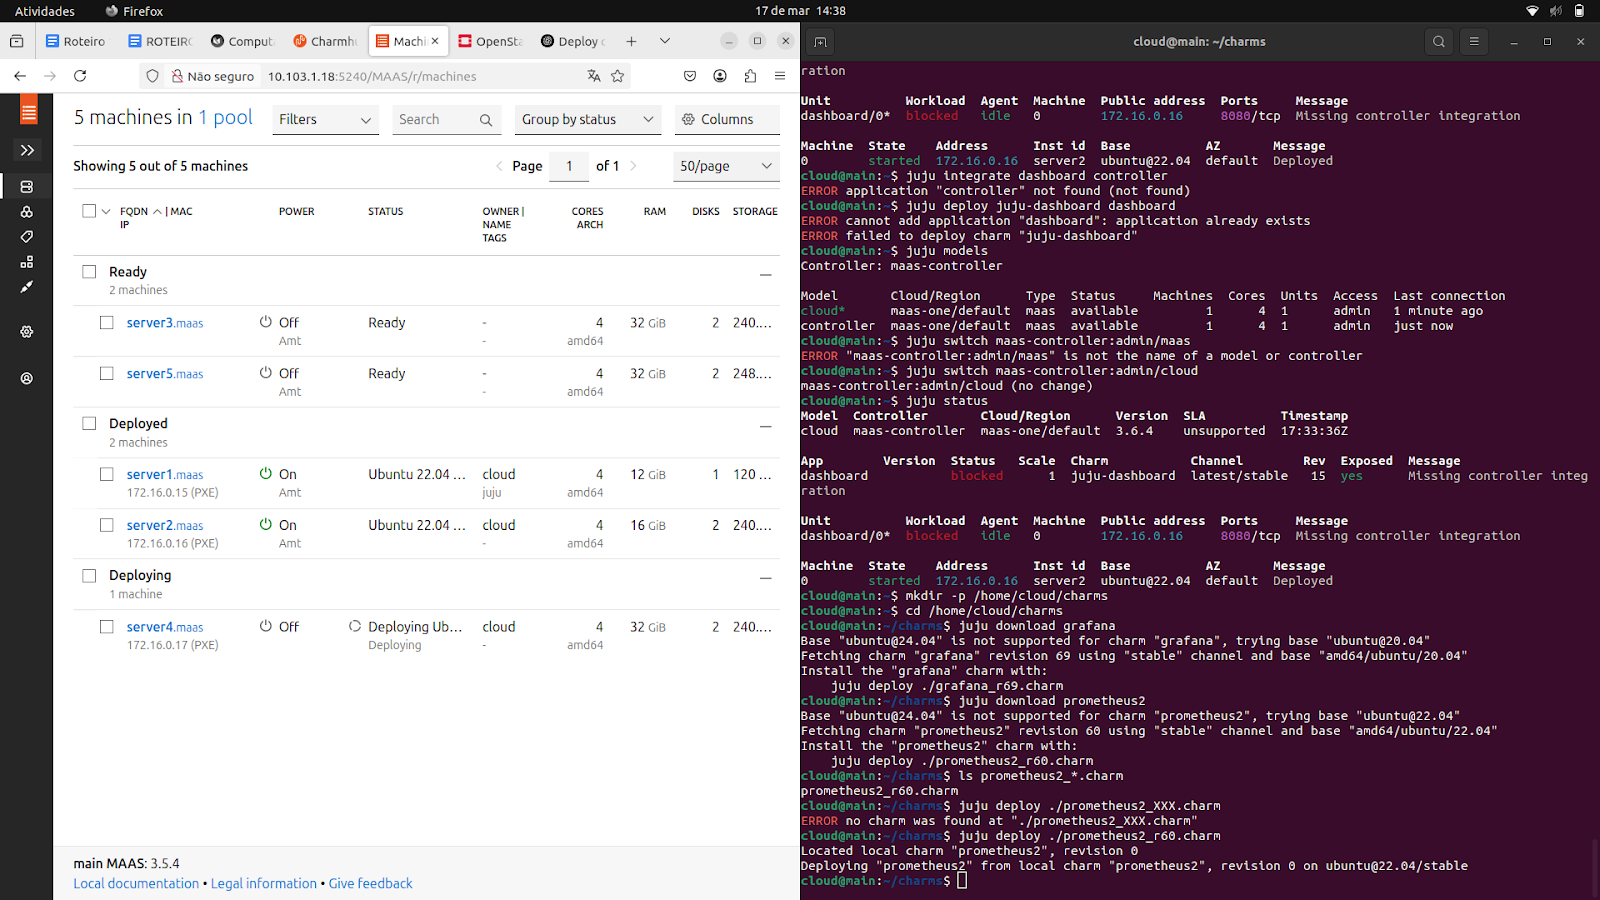 Atividades
Firefox
17 de mar 14:38
Roteiro
ROTEIRO
Comput
Charmhu
Machi
OpenSta
Deploy
Não seguro
10.103.1.18:5240/MAAS/r/machines
5 machines in 1 pool
Filters
Search
Group by status
Columns
Showing 5 out of 5 machines
Page 1 of 1
50/page
FQDN | MAC
IP
POWER
STATUS
OWNER |
NAME
TAGS
CORES
ARCH
RAM
DISKS
STORAGE
Ready
2 machines
server3.maas Off Ready - 4 32 GiB 2 240....
Amt - amd64
server5.maas Off Ready - 4 32 GiB 2 248....
Amt - amd64
Deployed
2 machines
server1.maas On Ubuntu 22.04 ... cloud 4 12 GiB 1 120 ...
172.16.0.15 (PXE) Amt juju amd64
server2.maas On Ubuntu 22.04 ... cloud 4 16 GiB 2 240....
172.16.0.16 (PXE) Amt - amd64
Deploying
1 machine
server4.maas Off Deploying Ub... cloud 4 32 GiB 2 240....
172.16.0.17 (PXE) Deploying - amd64
main MAAS: 3.5.4
Local documentation • Legal information • Give feedback
cloud@main: ~/charms
ration
Unit Workload Agent Machine Public address Ports Message
dashboard/0* blocked idle 0 172.16.0.16 8080/tcp Missing controller integration
Machine State Address Inst id Base AZ Message
0 started 172.16.0.16 server2 ubuntu@22.04 default Deployed
cloud@main:~$ juju integrate dashboard controller
ERROR application "controller" not found (not found)
cloud@main:~$ juju deploy juju-dashboard dashboard
ERROR cannot add application "dashboard": application already exists
ERROR failed to deploy charm "juju-dashboard"
cloud@main:~$ juju models
Controller: maas-controller
Model Cloud/Region Type Status Machines Cores Units Access Last connection
cloud* maas-one/default maas available 1 4 1 admin 1 minute ago
controller maas-one/default maas available 1 4 1 admin just now
cloud@main:~$ juju switch maas-controller:admin/maas
ERROR "maas-controller:admin/maas" is not the name of a model or controller
cloud@main:~$ juju switch maas-controller:admin/cloud
maas-controller:admin/cloud (no change)
cloud@main:~$ juju status
Model Controller Cloud/Region Version SLA Timestamp
cloud maas-controller maas-one/default 3.6.4 unsupported 17:33:36Z
App Version Status Scale Charm Channel Rev Exposed Message
dashboard blocked 1 juju-dashboard latest/stable 15 yes Missing controller integ
ration
Unit Workload Agent Machine Public address Ports Message
dashboard/0* blocked idle 0 172.16.0.16 8080/tcp Missing controller integration
Machine State Address Inst id Base AZ Message
0 started 172.16.0.16 server2 ubuntu@22.04 default Deployed
cloud@main:~$ mkdir -p /home/cloud/charms
cloud@main:~$ cd /home/cloud/charms
cloud@main:~/charms$ juju download grafana
Base "ubuntu@24.04" is not supported for charm "grafana", trying base "ubuntu@20.04"
Fetching charm "grafana" revision 69 using "stable" channel and base "amd64/ubuntu/20.04"
Install the "grafana" charm with:
juju deploy ./grafana_r69.charm
cloud@main:~/charms$ juju download prometheus2
Base "ubuntu@24.04" is not supported for charm "prometheus2", trying base "ubuntu@22.04"
Fetching charm "prometheus2" revision 60 using "stable" channel and base "amd64/ubuntu/22.04"
Install the "prometheus2" charm with:
juju deploy ./prometheus2_r60.charm
cloud@main:~/charms$ ls prometheus2_*.charm
prometheus2_r60.charm
cloud@main:~/charms$ juju deploy ./prometheus2_XXX.charm
ERROR no charm was found at "./prometheus2_XXX.charm"
cloud@main:~/charms$ juju deploy ./prometheus2_r60.charm
Located local charm "prometheus2", revision 0
Deploying "prometheus2" from local charm "prometheus2", revision 0 on ubuntu@22.04/stable
cloud@main:~/charms$